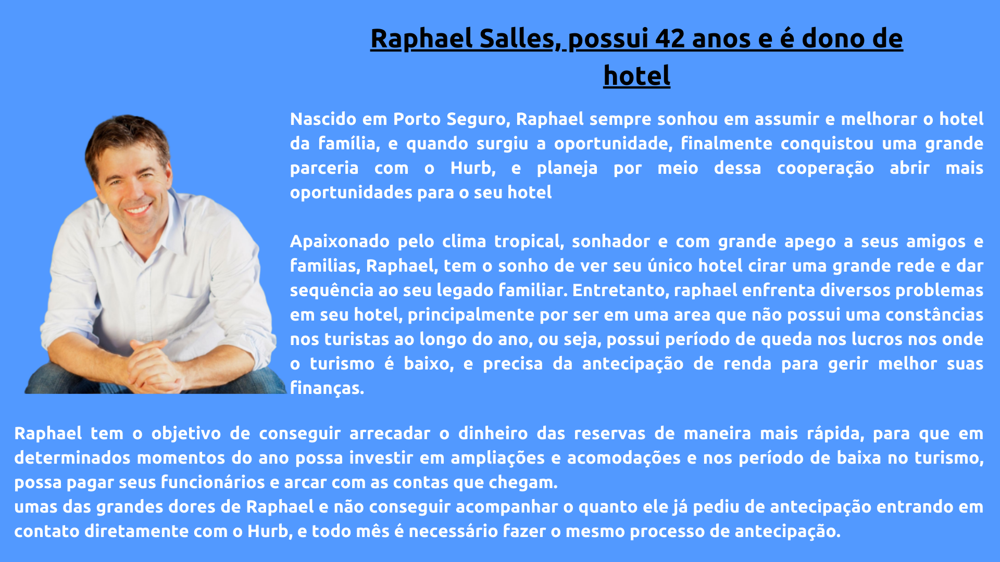 Raphael Salles, possui 42 anos e é dono de
hotel
Nascido em Porto Seguro, Raphael sempre sonhou em assumir e melhorar o hotel
da família, e quando surgiu a oportunidade, finalmente conquistou uma grande
parceria com o Hurb, e planeja por meio dessa cooperação abrir mais
oportunidades para o seu hotel
Apaixonado pelo clima tropical, sonhador e com grande apego a seus amigos e
familias, Raphael, tem o sonho de ver seu único hotel cirar uma grande rede e dar
sequência ao seu legado familiar. Entretanto, raphael enfrenta diversos problemas
em seu hotel, principalmente por ser em uma area que não possui uma constâncias
nos turistas ao longo do ano, ou seja, possui período de queda nos lucros nos onde
o turismo é baixo, e precisa da antecipação de renda para gerir melhor suas
finanças.
Raphael tem o objetivo de conseguir arrecadar o dinheiro das reservas de maneira mais rápida, para que em
determinados momentos do ano possa investir em ampliações e acomodações e nos período de baixa no turismo,
possa pagar seus funcionários e arcar com as contas que chegam.
umas das grandes dores de Raphael e não conseguir acompanhar o quanto ele já pediu de antecipação entrando em
contato diretamente com o Hurb, e todo mês é necessário fazer o mesmo processo de antecipação.